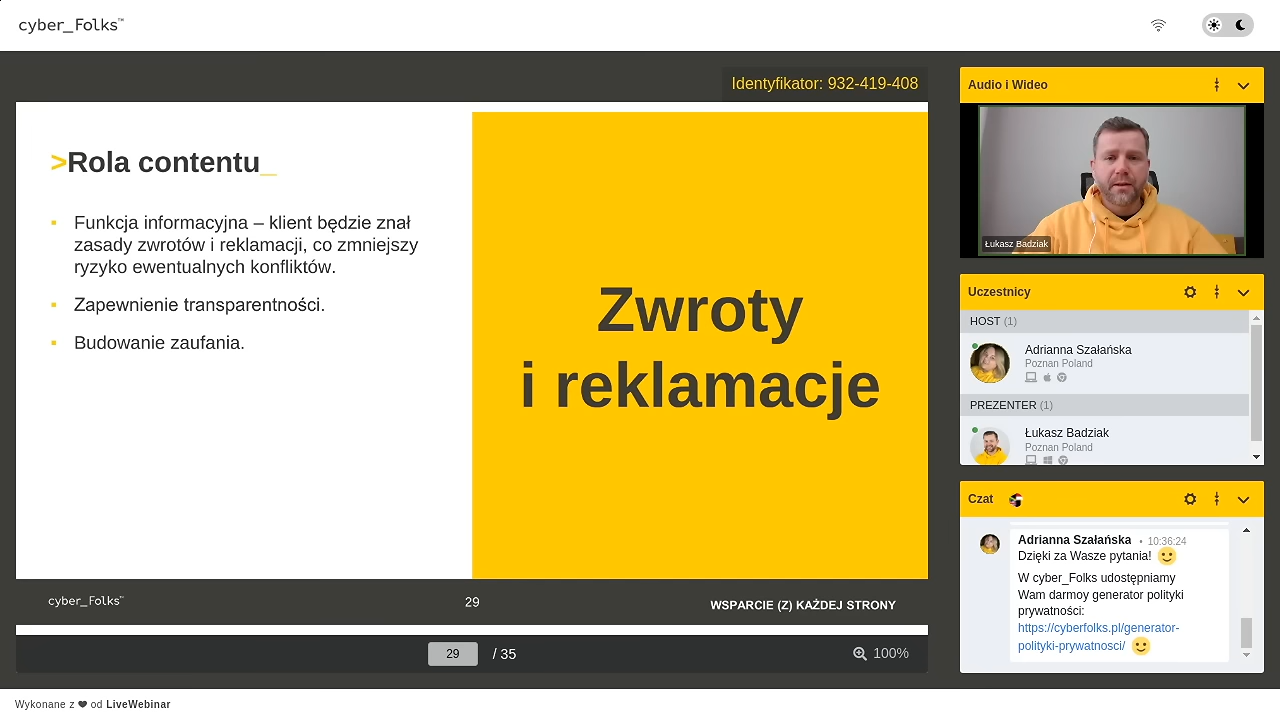 cyber_Folks™
Identyfikator: 932-419-408
>Rola contentu_
Funkcja informacyjna – klient będzie znał
zasady zwrotów i reklamacji, co zmniejszy
ryzyko ewentualnych konfliktów.
Zapewnienie transparentności.
Budowanie zaufania.
Zwroty
i reklamacje
cyber_Folks™
29
WSPARCIE (Z) KAŻDEJ STRONY
29 / 35
100%
Audio i Wideo
Łukasz Badziak
Uczestnicy
HOST (1)
Adrianna Szałańska
Poznan Poland
PREZENTER (1)
Łukasz Badziak
Poznan Poland
Czat
Adrianna Szałańska • 10:36:24
Dzięki za Wasze pytania!
W cyber_Folks udostępniamy
Wam darmoy generator polityki
prywatności:
https://cyberfolks.pl/generator-
polityki-prywatnosci/
Wykonane z ❤ od LiveWebinar